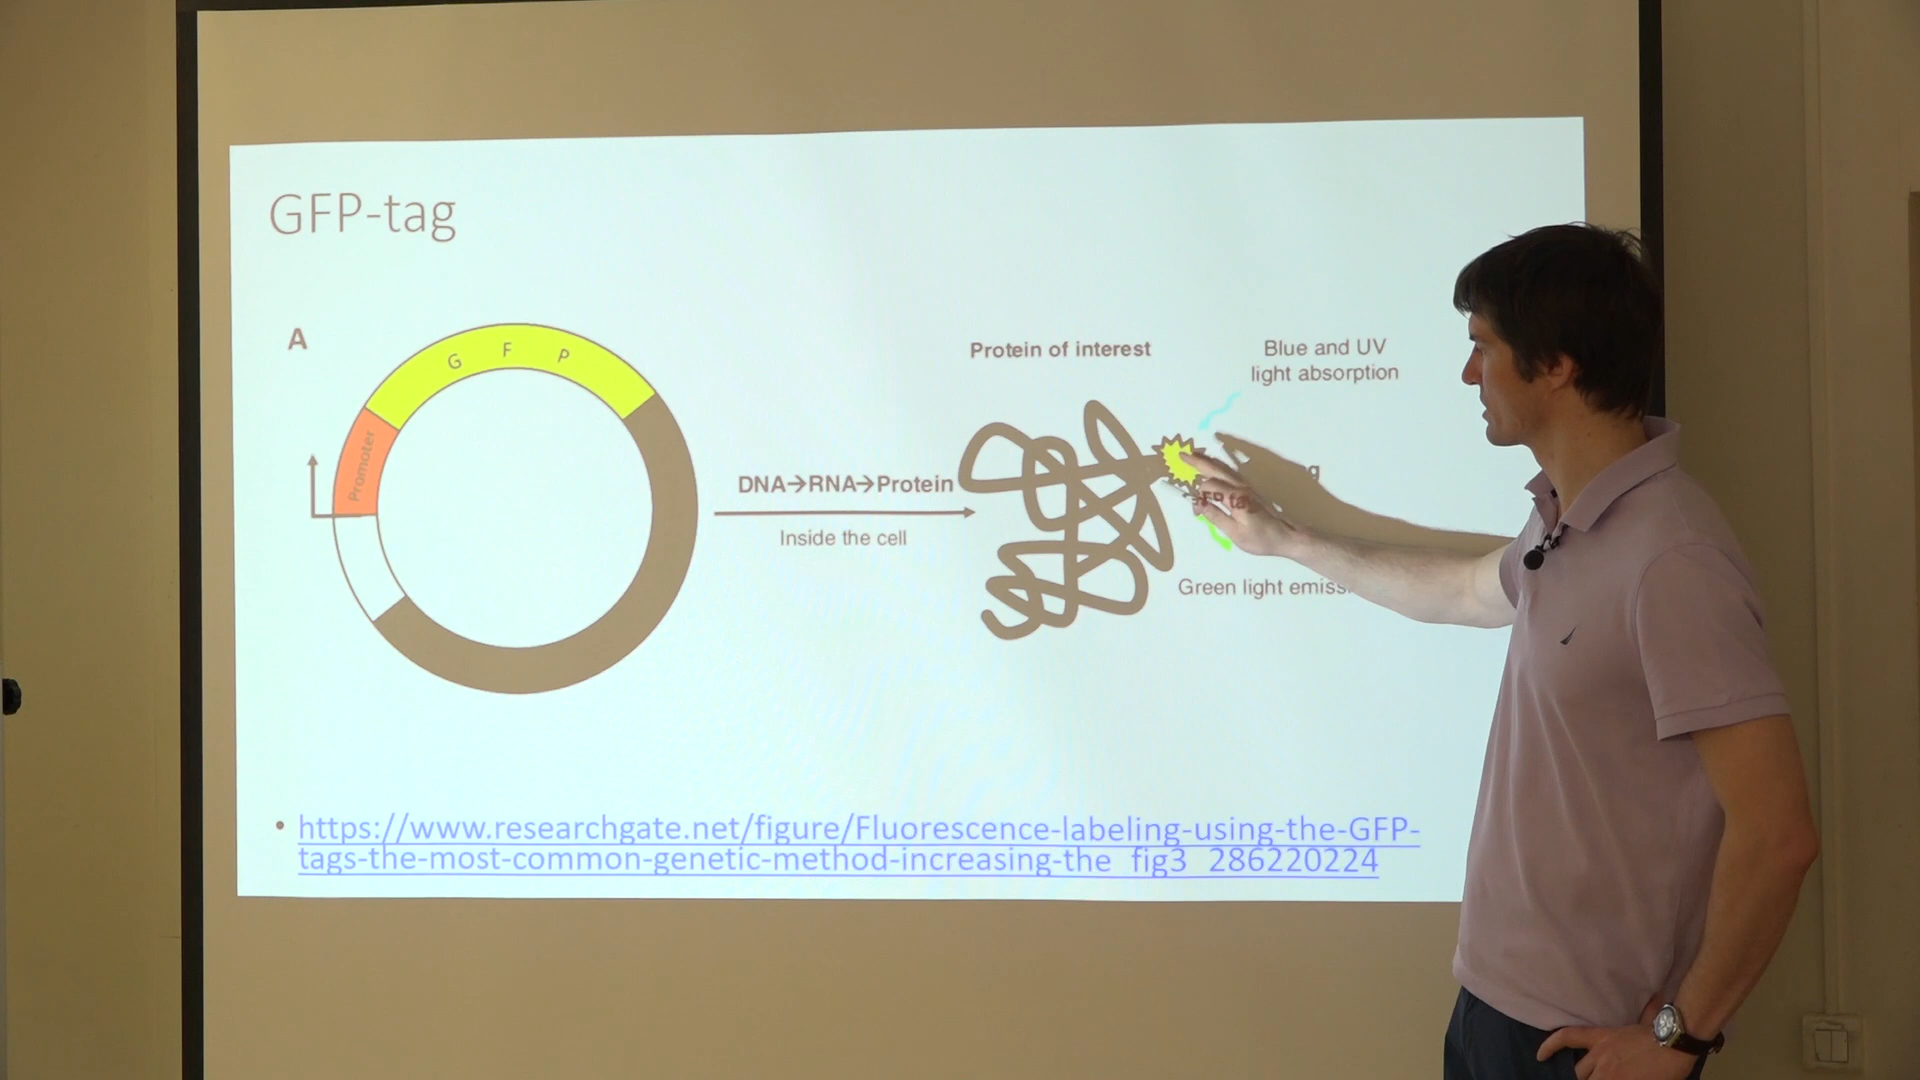 GFP-tag
A
G F P
Promoter
DNA→RNA→Protein
Inside the cell
Protein of interest
Blue and UV
light absorption
Green light
https://www.researchgate.net/figure/Fluorescence-labeling-using-the-GFP-
tags-the-most-common-genetic-method-increasing-the_fig3_286220224